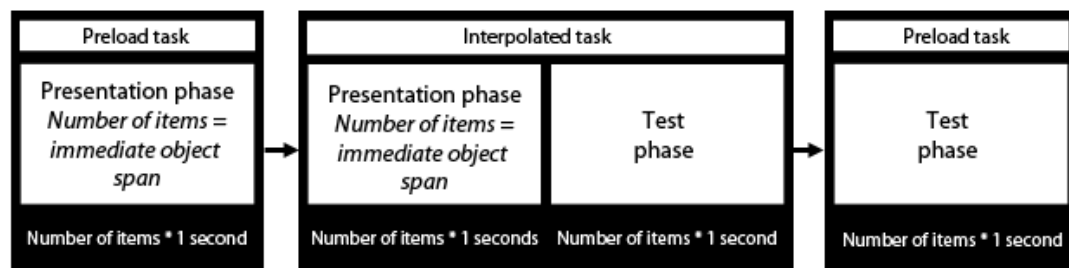 Preload task
Presentation phase
Number of items =
immediate object
span
Number of items * 1 second
Interpolated task
Presentation phase
Number of items =
immediate object
span
Number of items * 1 seconds
Test
phase
Number of items * 1 second
Preload task
Test
phase
Number of items * 1 second